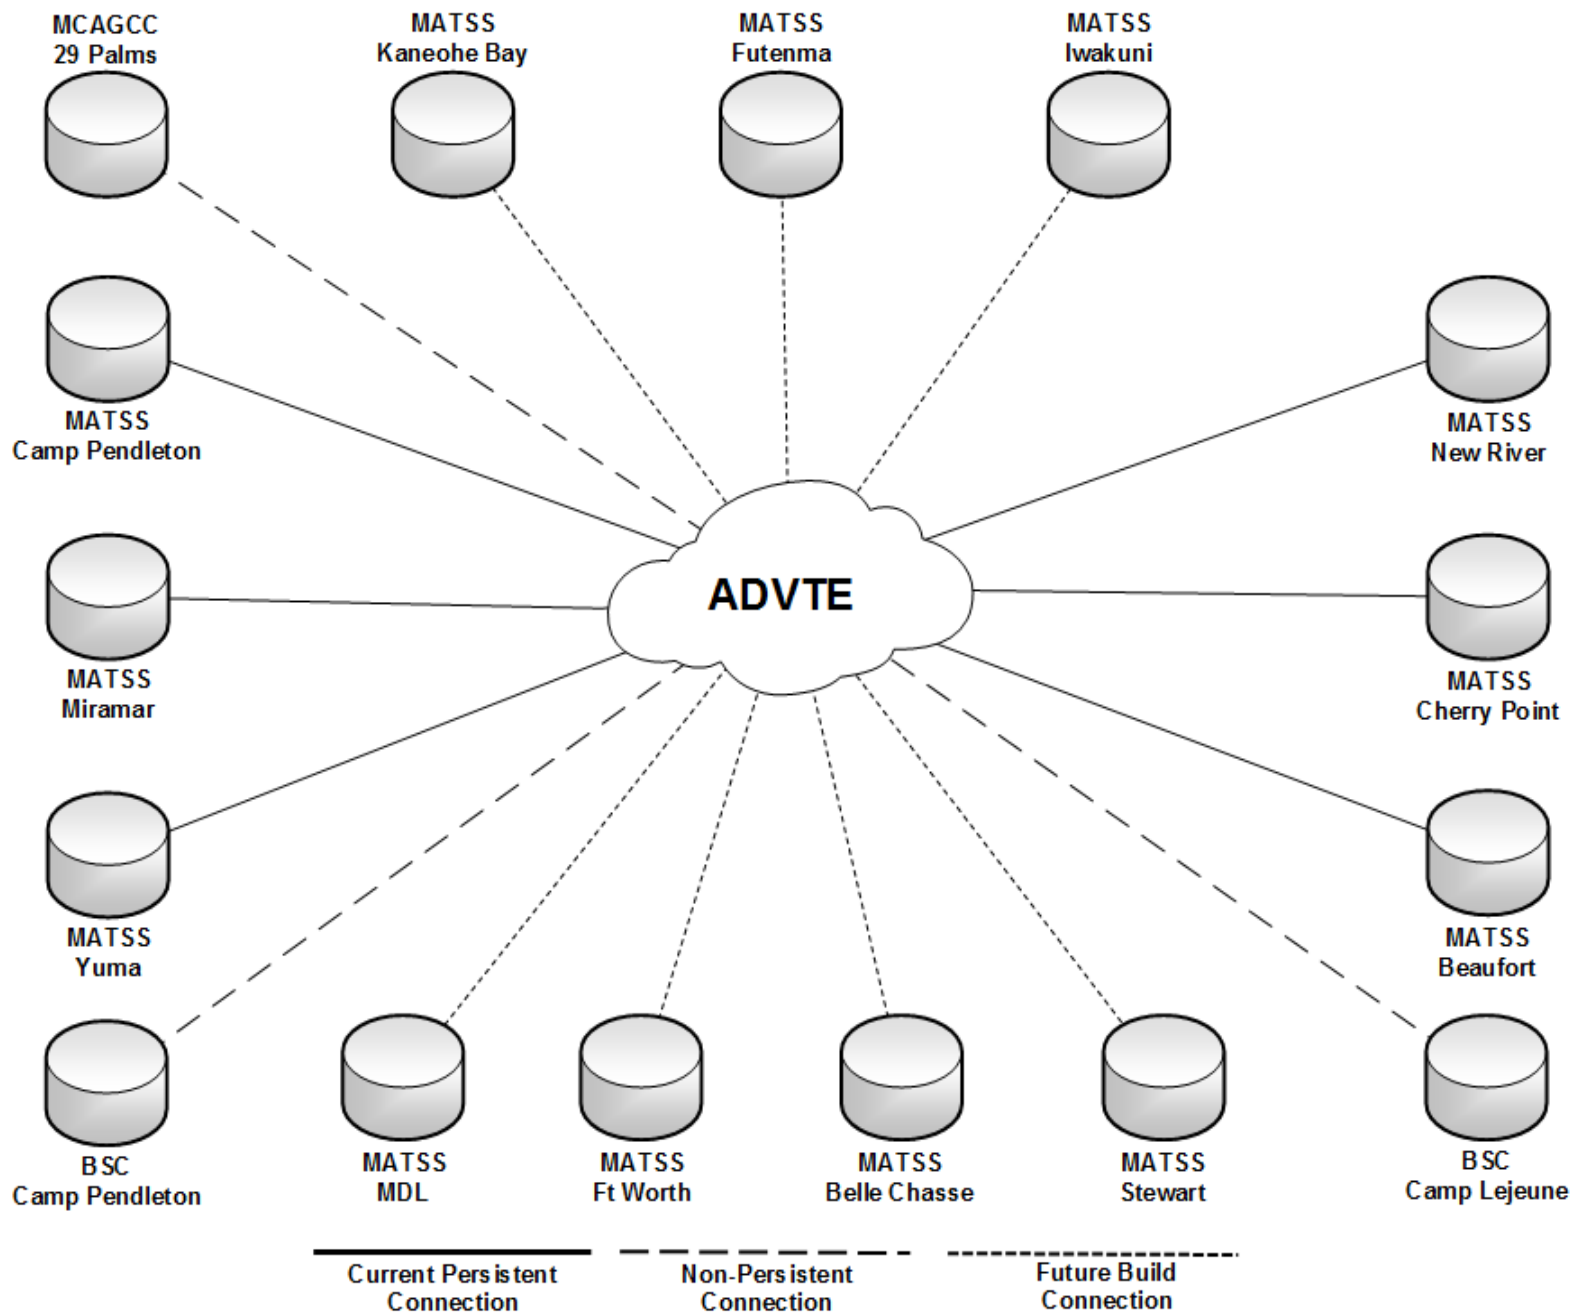 MCAGCC
29 Palms
MATSS
Kaneohe Bay
MATSS
Futenma
MATSS
Iwakuni
MATSS
Camp Pendleton
MATSS
New River
ADVTE
MATSS
Miramar
MATSS
Cherry Point
MATSS
Yuma
MATSS
Beaufort
BSC
Camp Pendleton
MATSS
MDL
MATSS
Ft Worth
MATSS
Belle Chasse
MATSS
Stewart
BSC
Camp Lejeune
Current Persistent
Connection
Non-Persistent
Connection
Future Build
Connection